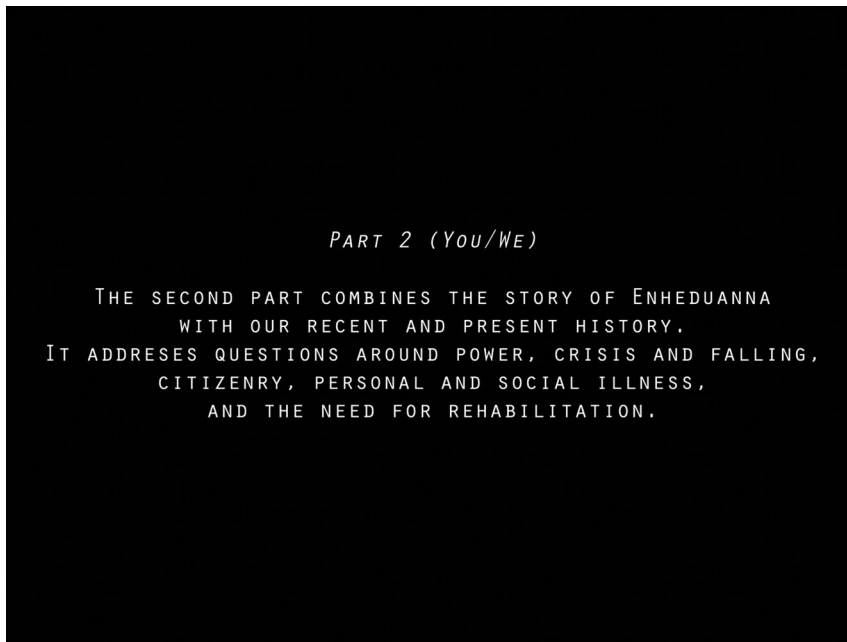 Part 2 (You/We)
The second part combines the story of Enheduanna
with our recent and present history.
It addreses questions around power, crisis and falling,
citizenry, personal and social illness,
and the need for rehabilitation.